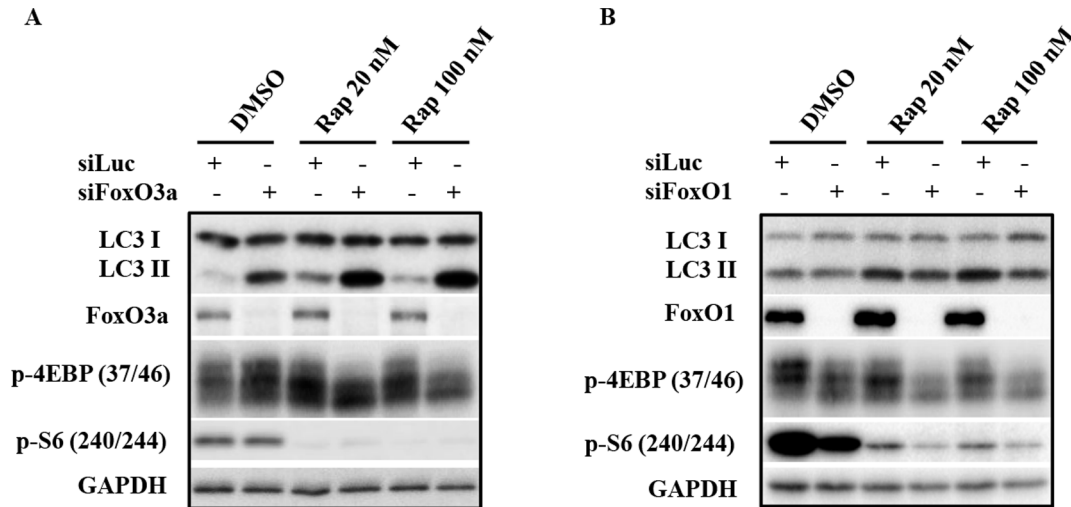 A
DMSO
Rap 20 nM
Rap 100 nM
siLuc + - + - + -
siFoxO3a - + - + - +
LC3 I
LC3 II
FoxO3a
p-4EBP (37/46)
p-S6 (240/244)
GAPDH
B
DMSO
Rap 20 nM
Rap 100 nM
siLuc + - + - + -
siFoxO1 - + - + - +
LC3 I
LC3 II
FoxO1
p-4EBP (37/46)
p-S6 (240/244)
GAPDH